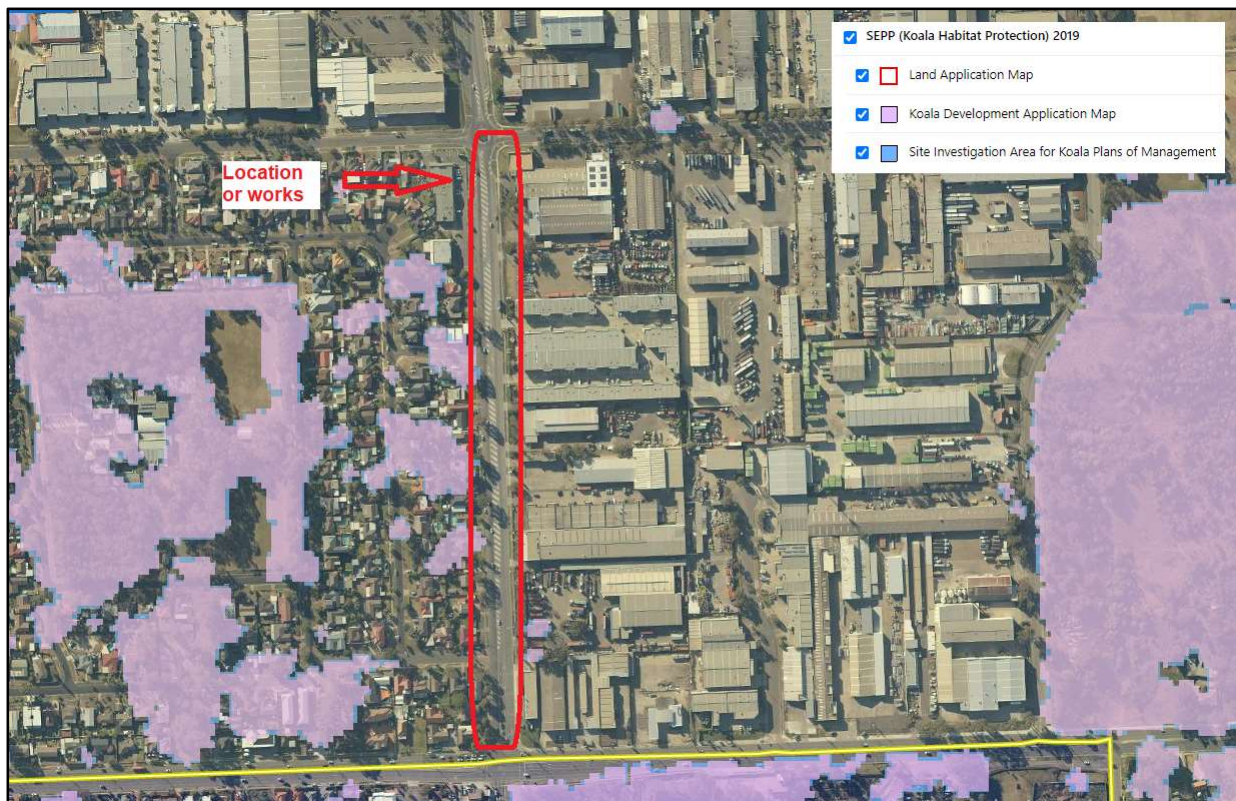 SEPP (Koala Habitat Protection) 2019
Land Application Map
Koala Development Application Map
Site Investigation Area for Koala Plans of Management
Location
or works